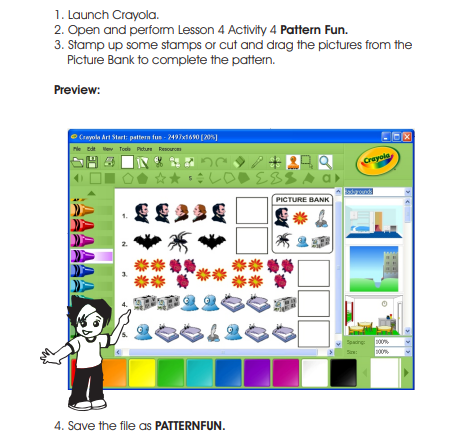 1. Launch Crayola.
2. Open and perform Lesson 4 Activity 4 Pattern Fun.
3. Stamp up some stamps or cut and drag the pictures from the
Picture Bank to complete the pattern.
Preview:
Crayola Art Start: pattern fun - 2497x1690 [20%]
File Edit View Tools Picture Resources
Crayola
Backgrounds
PICTURE BANK
1.
2.
3.
4.
5.
Spacing: 100%
Size: 100%
4. Save the file as PATTERNFUN.